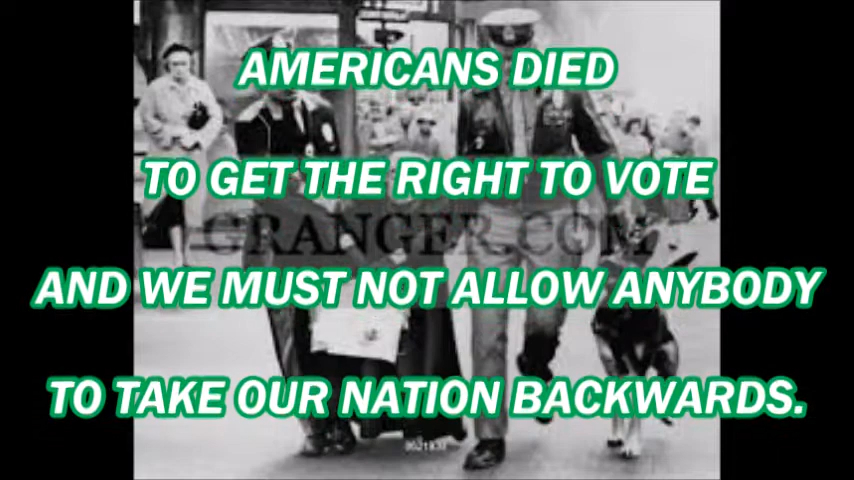 AMERICANS DIED
TO GET THE RIGHT TO VOTE
GRANGER.COM
AND WE MUST NOT ALLOW ANYBODY
TO TAKE OUR NATION BACKWARDS.